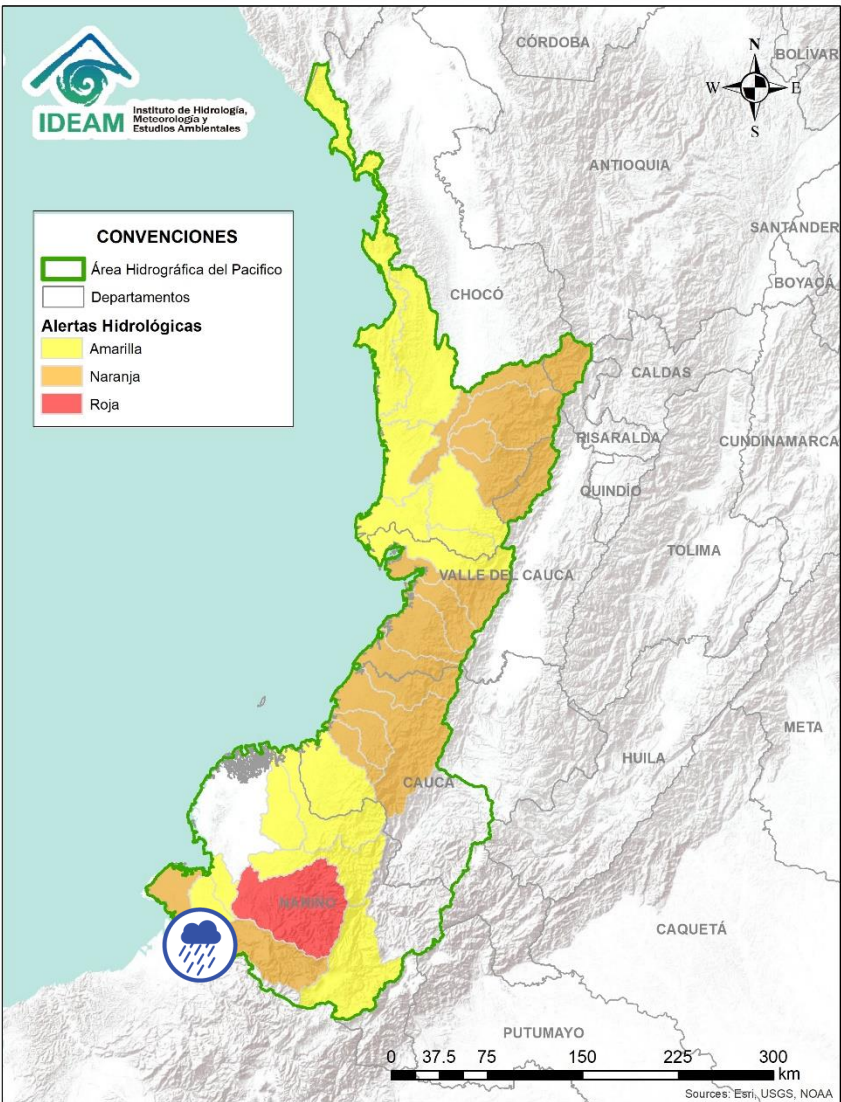 IDEAM
Instituto de Hidrología,
Meteorología y
Estudios Ambientales
N
W
E
S
CÓRDOBA
BOLÍVAR
ANTIOQUIA
SANTANDER
BOYACÁ
CHOCÓ
CALDAS
RISARALDA
CUNDINAMARCA
QUINDÍO
TOLIMA
VALLE DEL CAUCA
META
HUILA
CAUCA
NARIÑO
CAQUETÁ
PUTUMAYO
CONVENCIONES
Área Hidrográfica del Pacifico
Departamentos
Alertas Hidrológicas
Amarilla
Naranja
Roja
0 37.5 75 150 225 300
km
Sources: Esri, USGS, NOAA